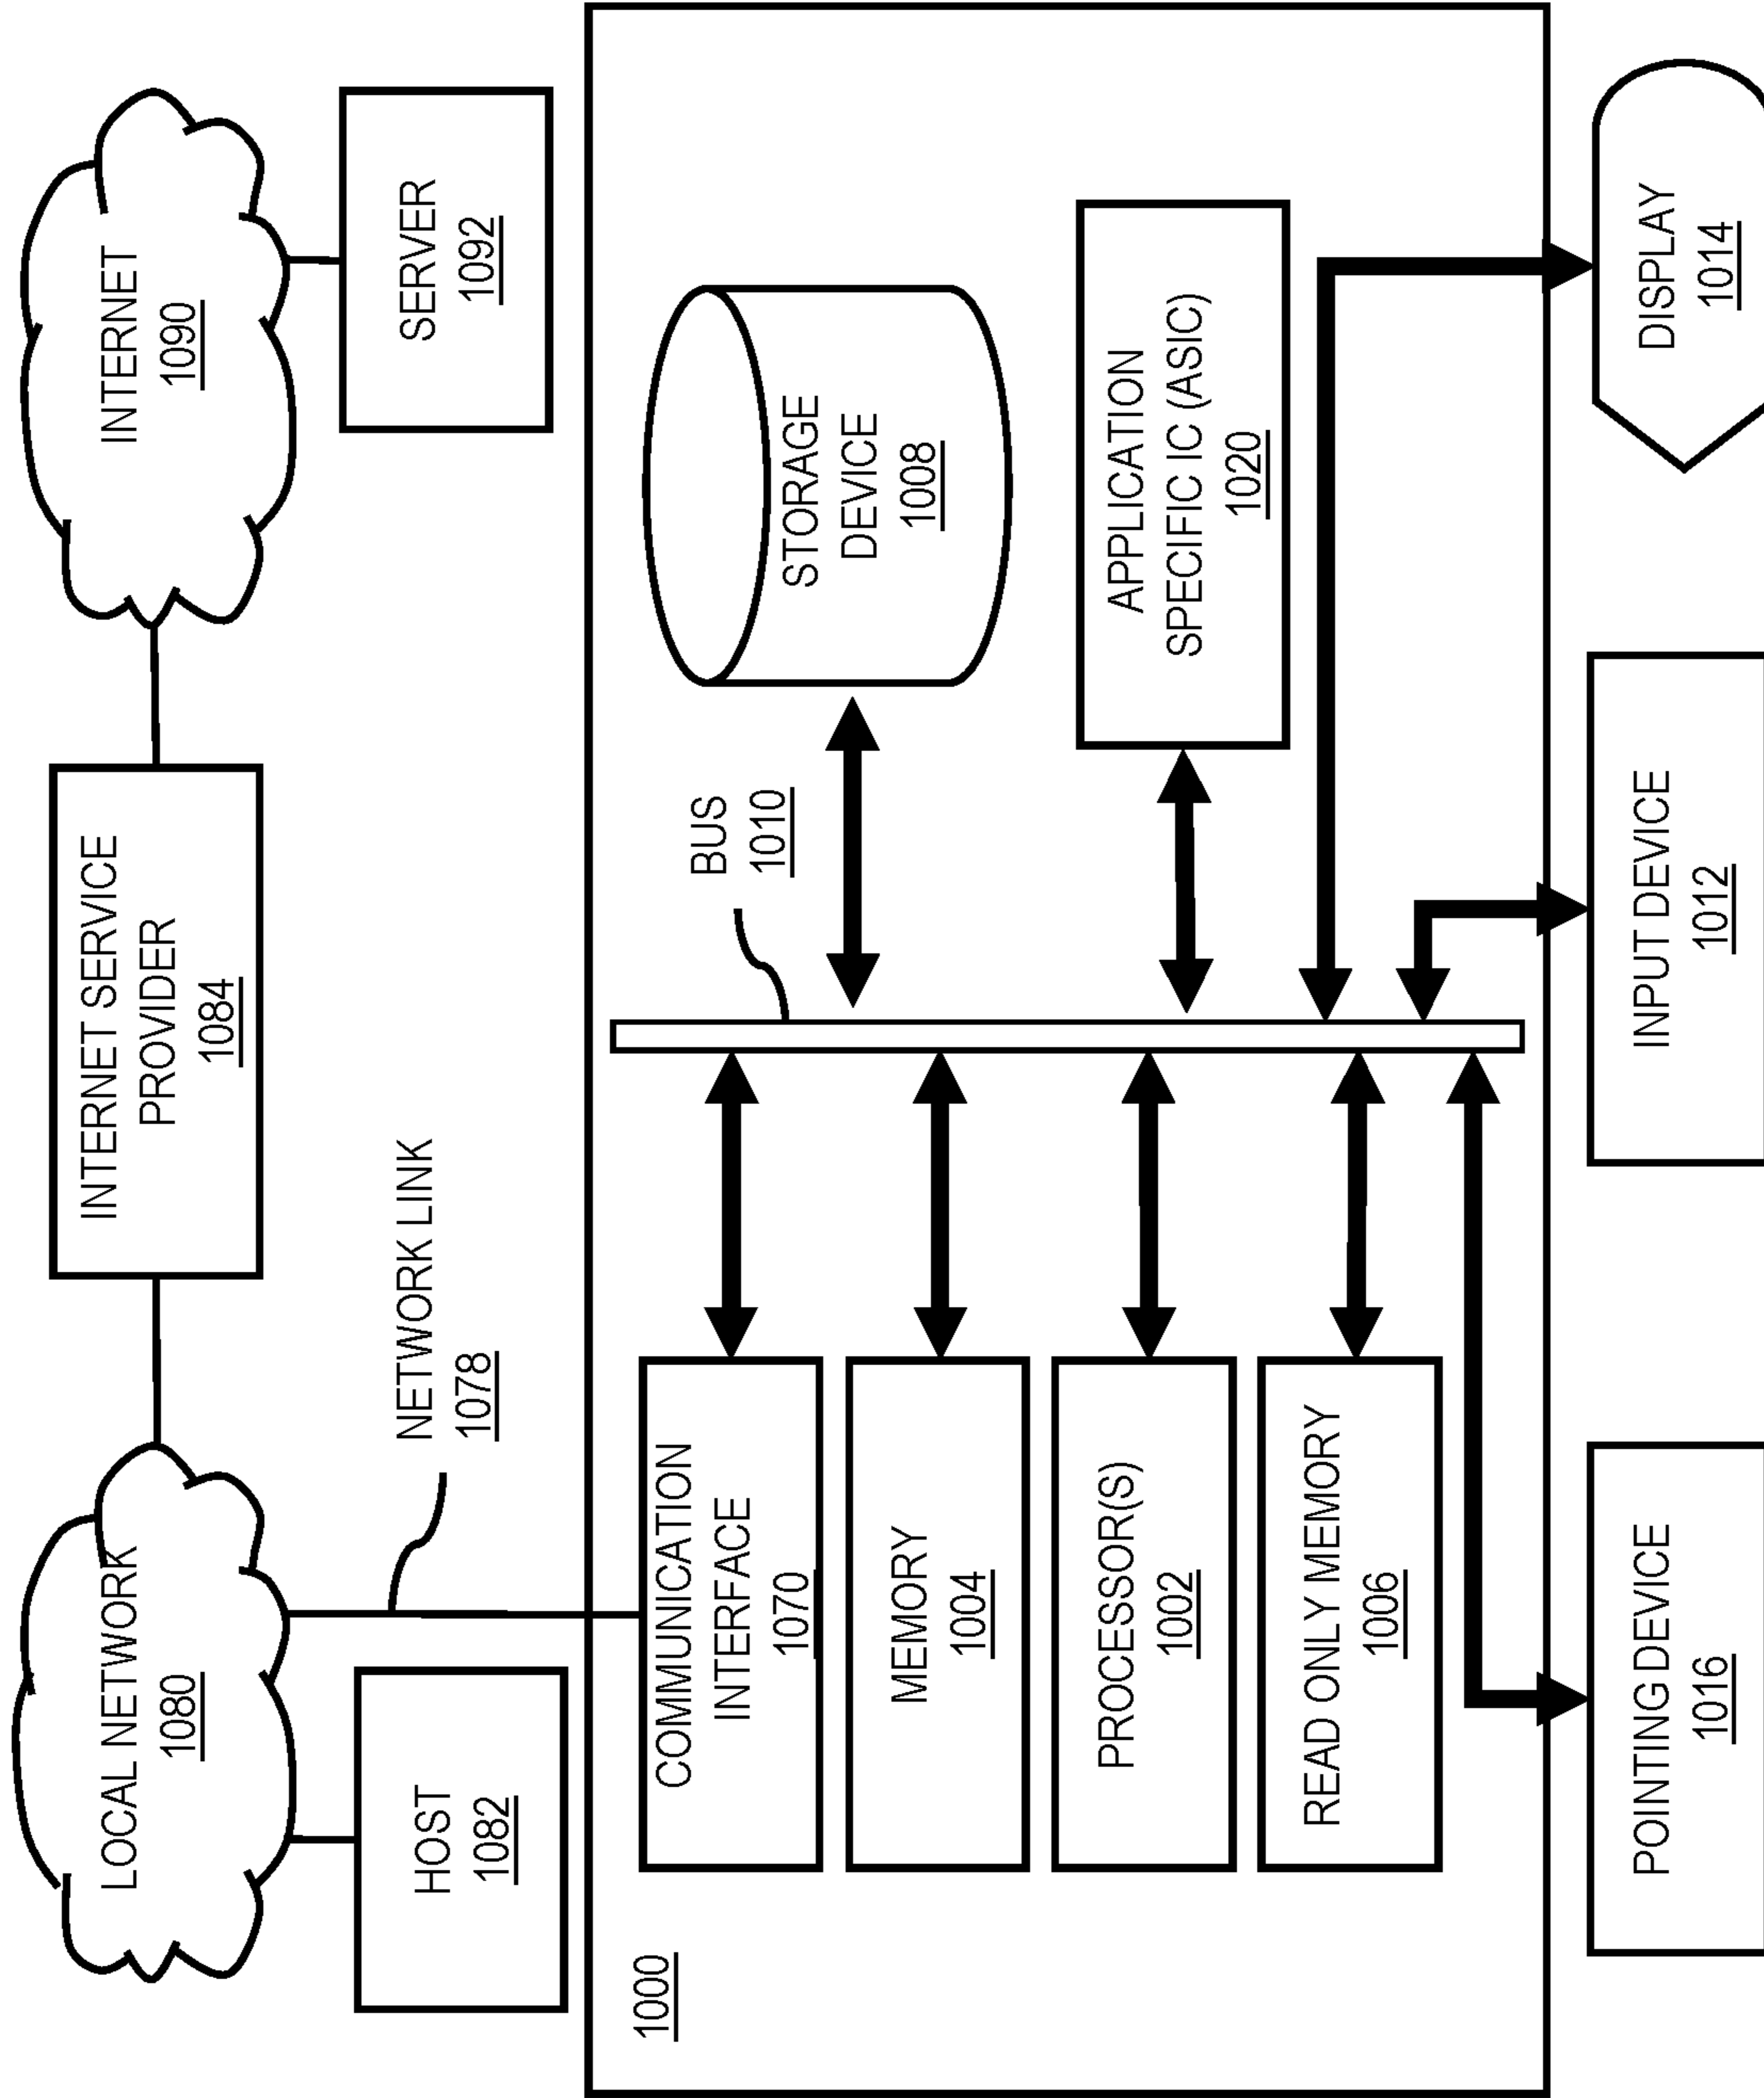 LOCAL NETWORK
1080
INTERNET SERVICE
PROVIDER
1084
INTERNET
1090
HOST
1082
NETWORK LINK
1078
SERVER
1092
1000
COMMUNICATION
INTERFACE
1070
BUS
1010
STORAGE
DEVICE
1008
MEMORY
1004
PROCESSOR(S)
1002
APPLICATION
SPECIFIC IC (ASIC)
1020
READ ONLY MEMORY
1006
POINTING DEVICE
1016
INPUT DEVICE
1012
DISPLAY
1014